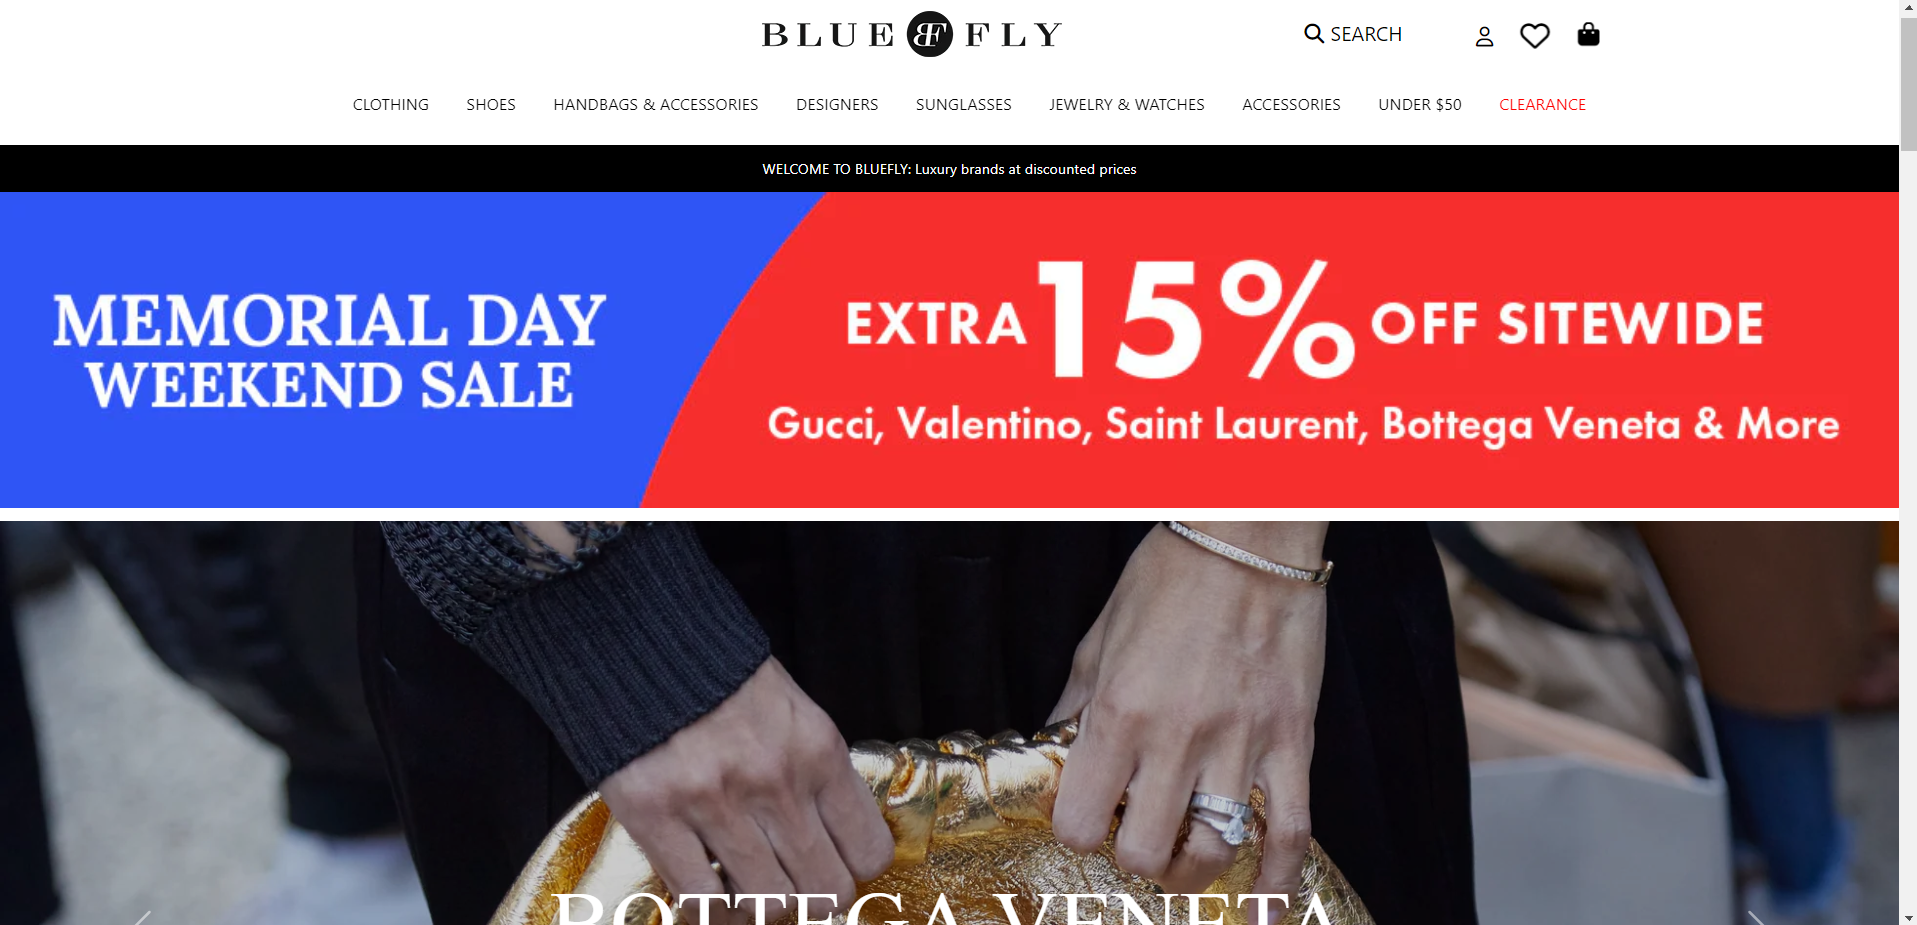 BLUE BF FLY
SEARCH
CLOTHING SHOES HANDBAGS & ACCESSORIES DESIGNERS SUNGLASSES JEWELRY & WATCHES ACCESSORIES UNDER $50 CLEARANCE
WELCOME TO BLUEFLY: Luxury brands at discounted prices
MEMORIAL DAY
WEEKEND SALE
EXTRA 15% OFF SITEWIDE
Gucci, Valentino, Saint Laurent, Bottega Veneta & More
BOTTEGA VENETA